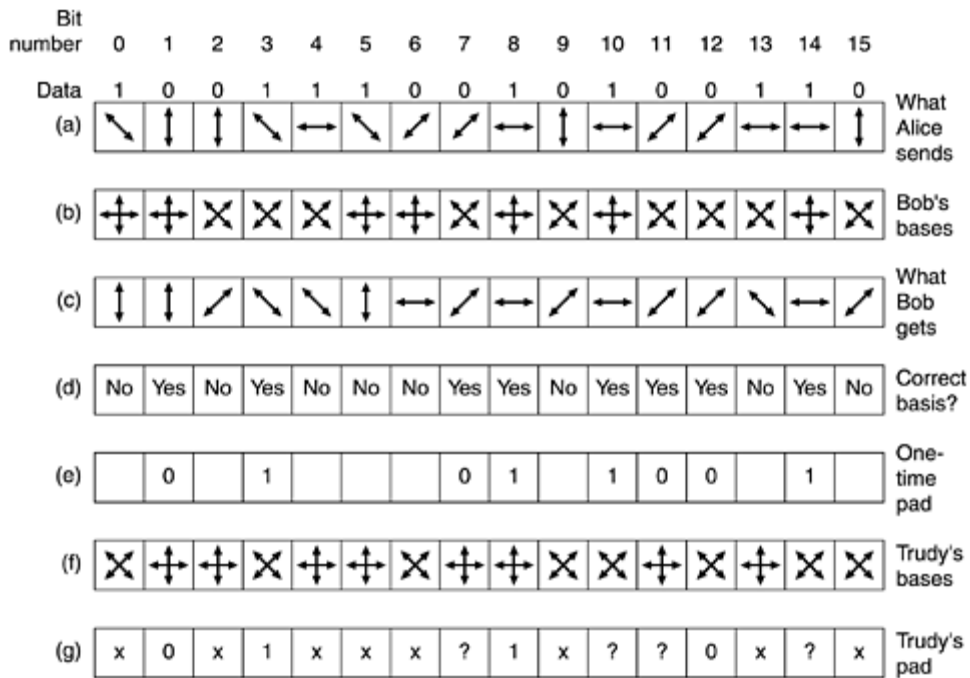 Bit
number 0 1 2 3 4 5 6 7 8 9 10 11 12 13 14 15
Data 1 0 0 1 1 1 0 0 1 0 1 0 0 1 1 0
(a) What
Alice
sends
(b) Bob's
bases
(c) What
Bob
gets
(d) No Yes No Yes No No No Yes Yes No Yes Yes Yes No Yes No Correct
basis?
(e) 0 1 0 1 1 0 0 1 One-
time
pad
(f) Trudy's
bases
(g) x 0 x 1 x x x ? 1 x ? ? 0 x ? x Trudy's
pad